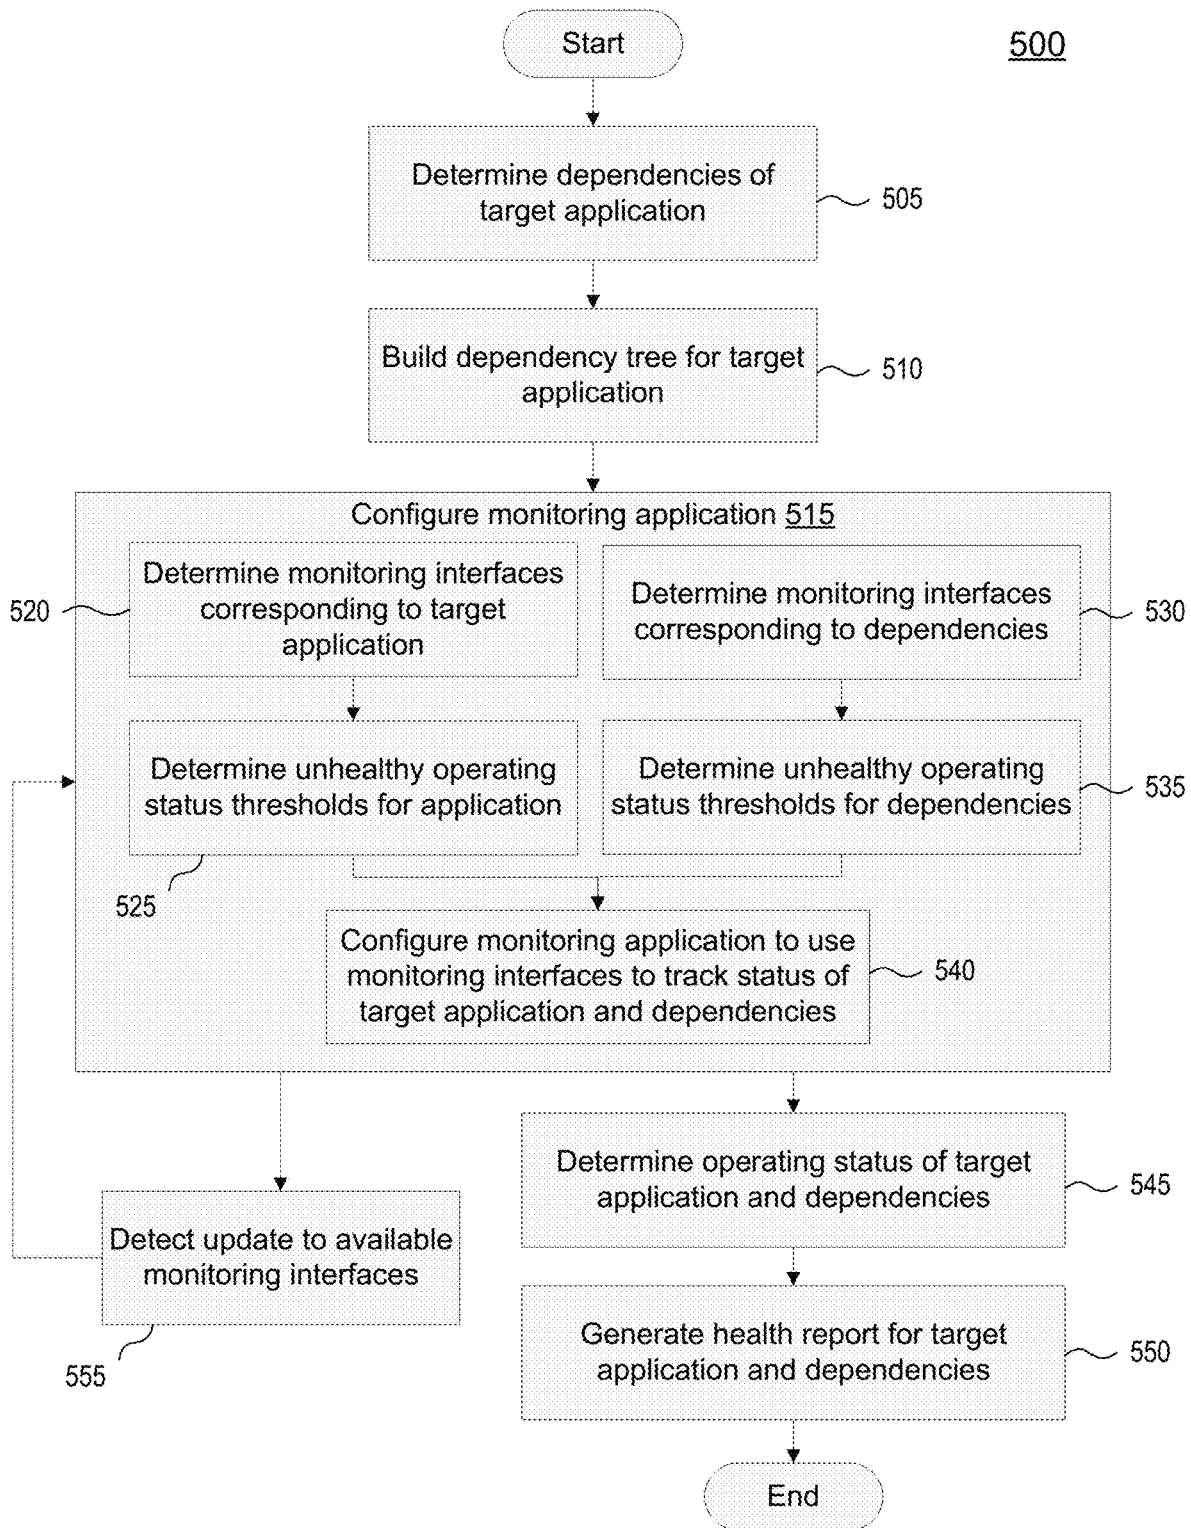 Start
500
Determine dependencies of
target application
505
Build dependency tree for target
application
510
Configure monitoring application 515
Determine monitoring interfaces
corresponding to target
application
520
Determine monitoring interfaces
corresponding to dependencies
530
Determine unhealthy operating
status thresholds for application
525
Determine unhealthy operating
status thresholds for dependencies
535
Configure monitoring application to use
monitoring interfaces to track status of
target application and dependencies
540
Determine operating status of target
application and dependencies
545
Detect update to available
monitoring interfaces
555
Generate health report for target
application and dependencies
550
End